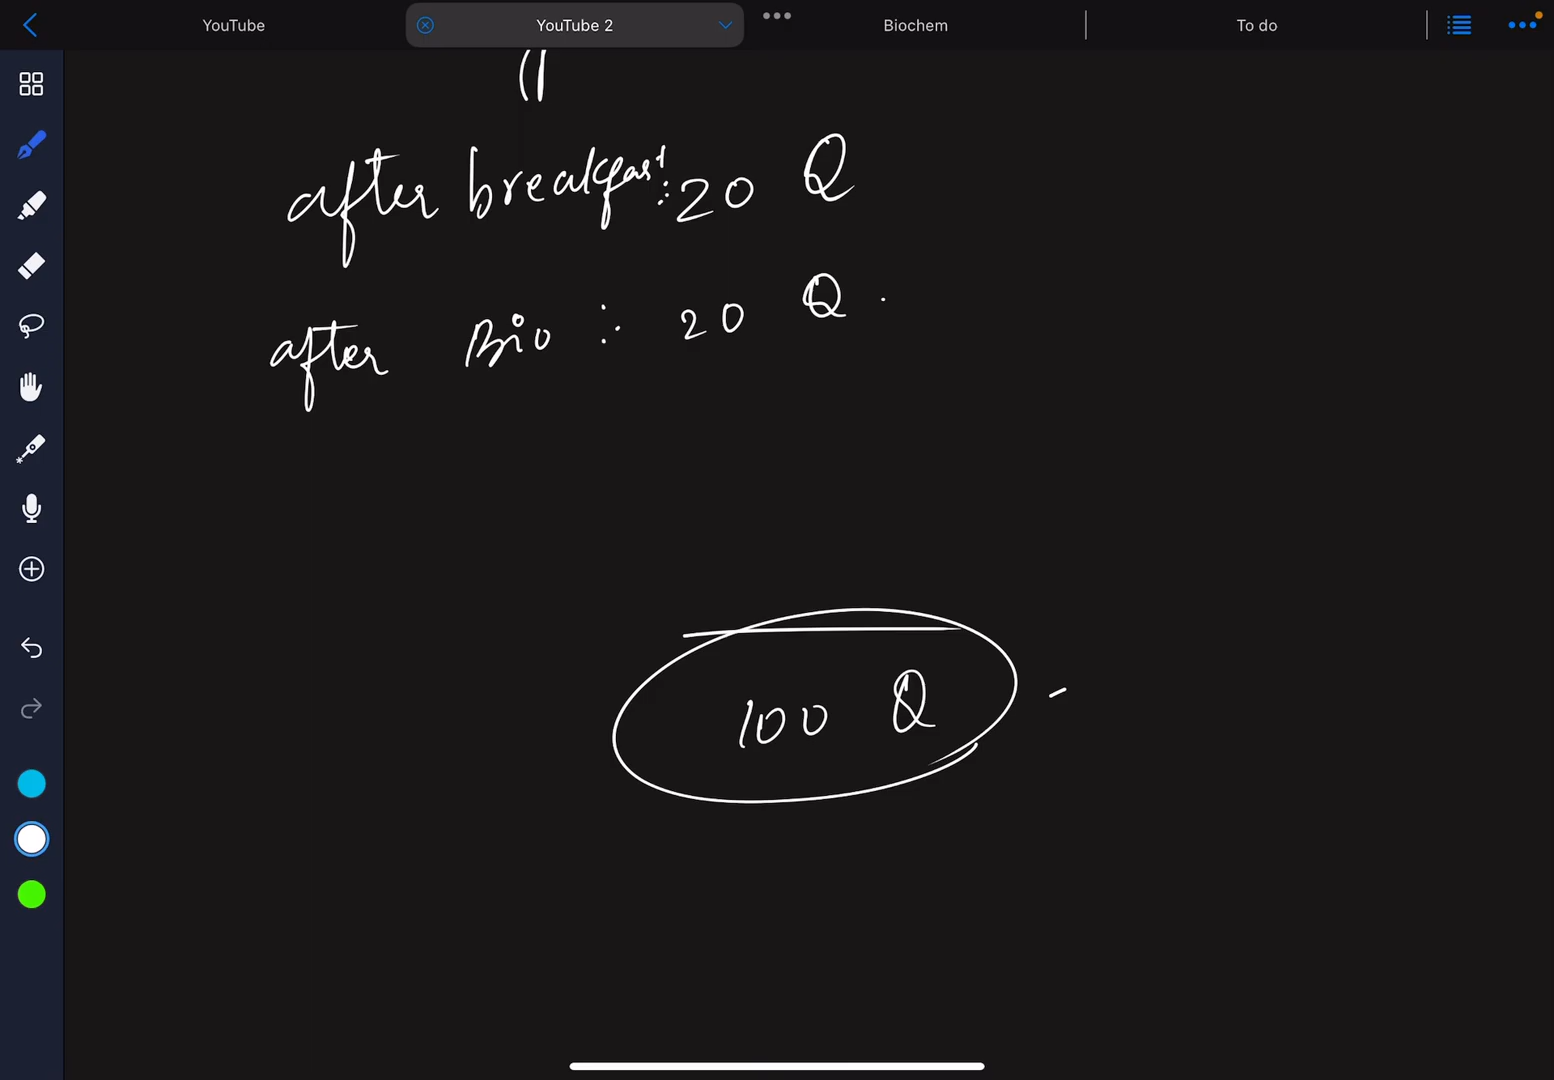 YouTube
YouTube 2
Biochem
To do
after breakfast : 20 Q
after Bio : 20 Q .
100 Q -